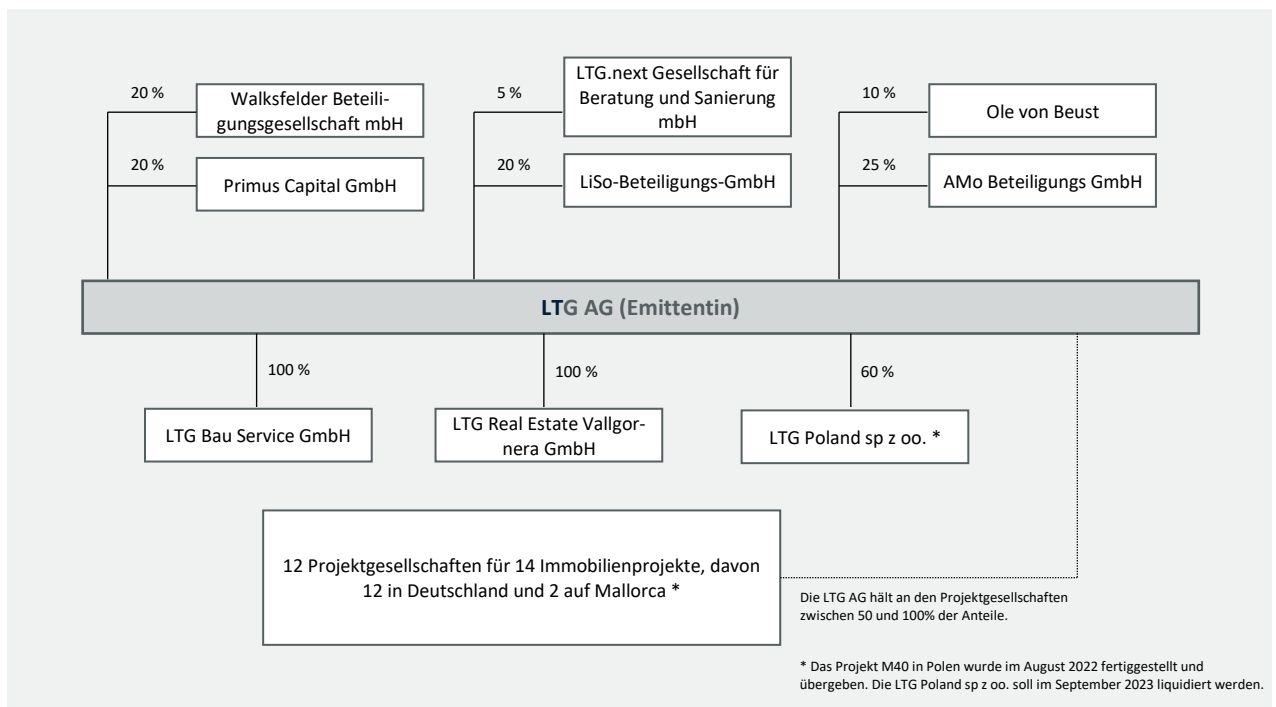 20 %
Walksfelder Beteili-
gungsgesellschaft mbH
20 %
Primus Capital GmbH
5 %
LTG.next Gesellschaft für
Beratung und Sanierung
mbH
20 %
LiSo-Beteiligungs-GmbH
10 %
Ole von Beust
25 %
AMo Beteiligungs GmbH
LTG AG (Emittentin)
100 %
LTG Bau Service GmbH
100 %
LTG Real Estate Vallgor-
nera GmbH
60 %
LTG Poland sp z oo. *
12 Projektgesellschaften für 14 Immobilienprojekte, davon
12 in Deutschland und 2 auf Mallorca *
Die LTG AG hält an den Projektgesellschaften
zwischen 50 und 100% der Anteile.
* Das Projekt M40 in Polen wurde im August 2022 fertiggestellt und
übergeben. Die LTG Poland sp z oo. soll im September 2023 liquidiert werden.